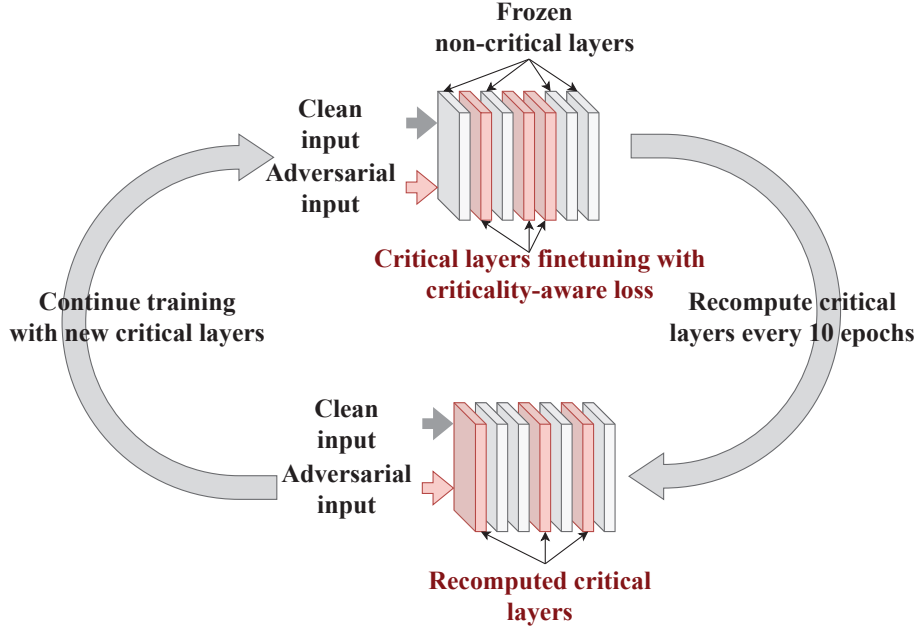 Frozen
non-critical layers
Clean
input
Adversarial
input
Critical layers finetuning with
criticality-aware loss
Continue training
with new critical layers
Recompute critical
layers every 10 epochs
Clean
input
Adversarial
input
Recomputed critical
layers